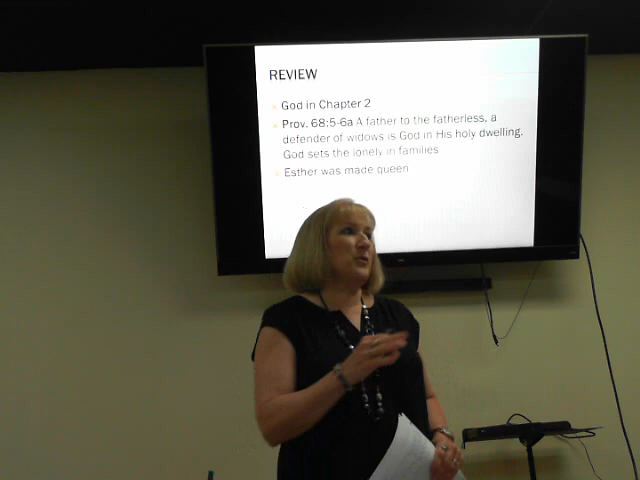 REVIEW
God in Chapter 2
Prov. 68:5-6a A father to the fatherless, a
defender of widows is God in His holy dwelling.
God sets the lonely in families
Esther was made queen